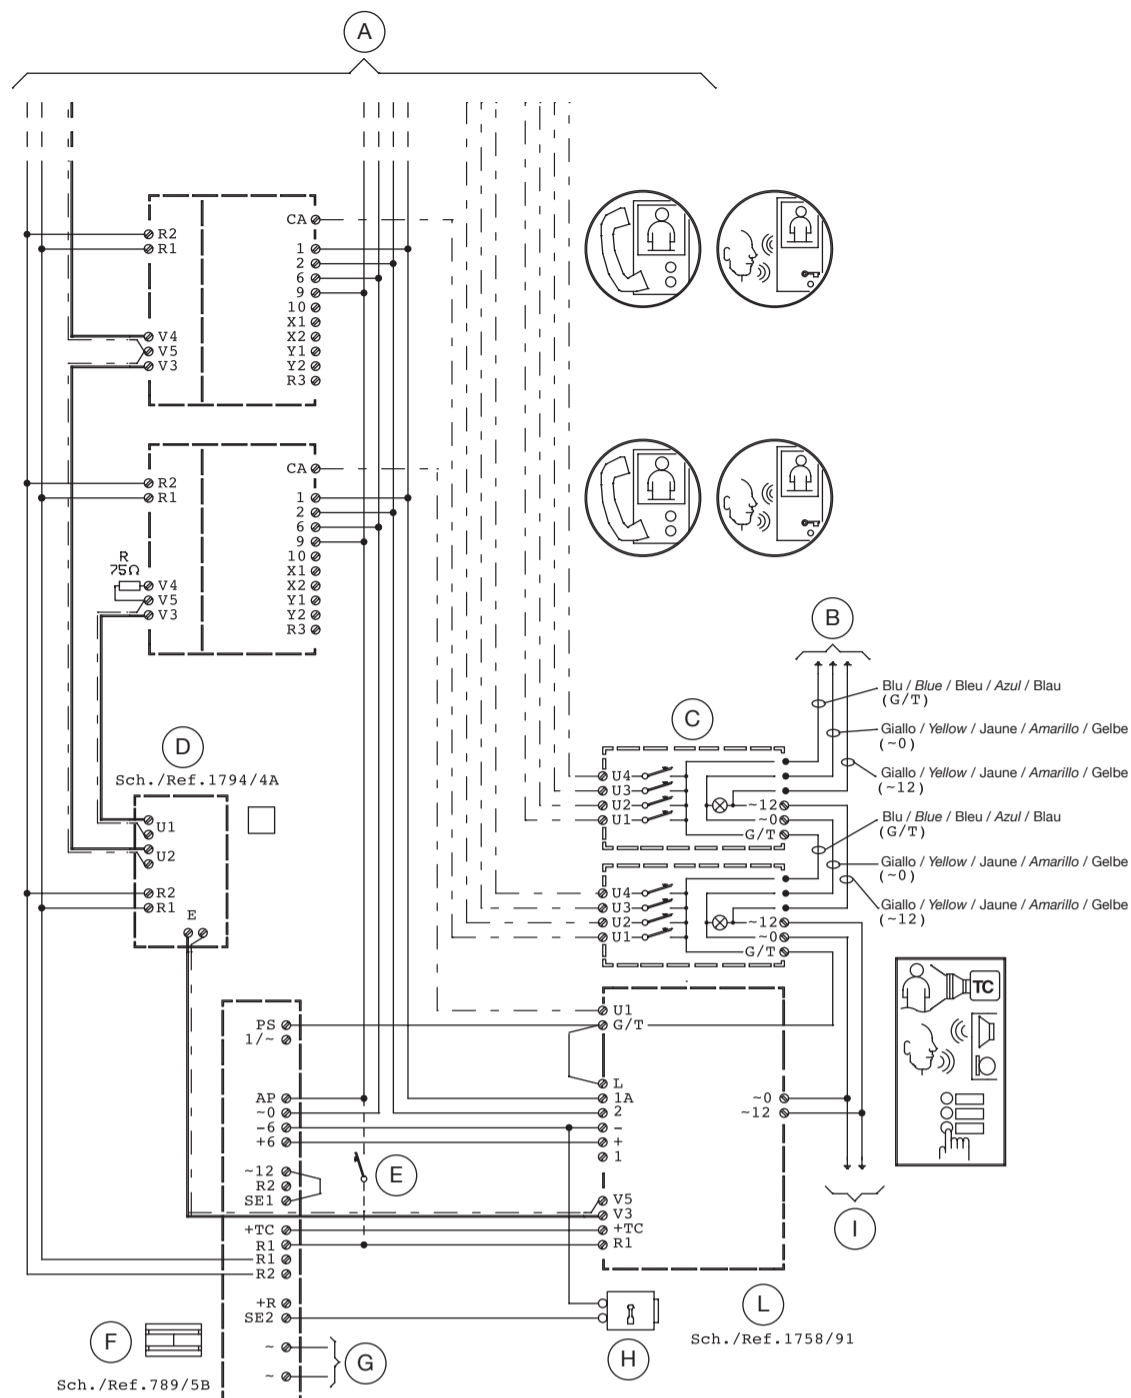 A
CA
R2
R1
1
2
6
9
10
X1
V4
X2
V5
Y1
V3
Y2
R3
CA
R2
R1
1
2
6
9
10
R
75Ω
X1
V4
X2
V5
Y1
V3
Y2
R3
B
Blu / Blue / Bleu / Azul / Blau
(G/T)
C
Giallo / Yellow / Jaune / Amarillo / Gelbe
(~0)
D
Sch./Ref.1794/4A
Giallo / Yellow / Jaune / Amarillo / Gelbe
(~12)
U4
U3
U2
U1
~12
~0
G/T
Blu / Blue / Bleu / Azul / Blau
(G/T)
U1
U2
Giallo / Yellow / Jaune / Amarillo / Gelbe
(~0)
R2
R1
E
U4
U3
U2
U1
~12
~0
G/T
Giallo / Yellow / Jaune / Amarillo / Gelbe
(~12)
TC
PS
1/~
U1
G/T
L
AP
~0
-6
+6
1A
2
-
+
1
~0
~12
~12
R2
SE1
E
V5
V3
+TC
R1
I
+TC
R1
R1
R2
+R
SE2
L
Sch./Ref.1758/91
H
F
~
~
G
Sch./Ref.789/5B